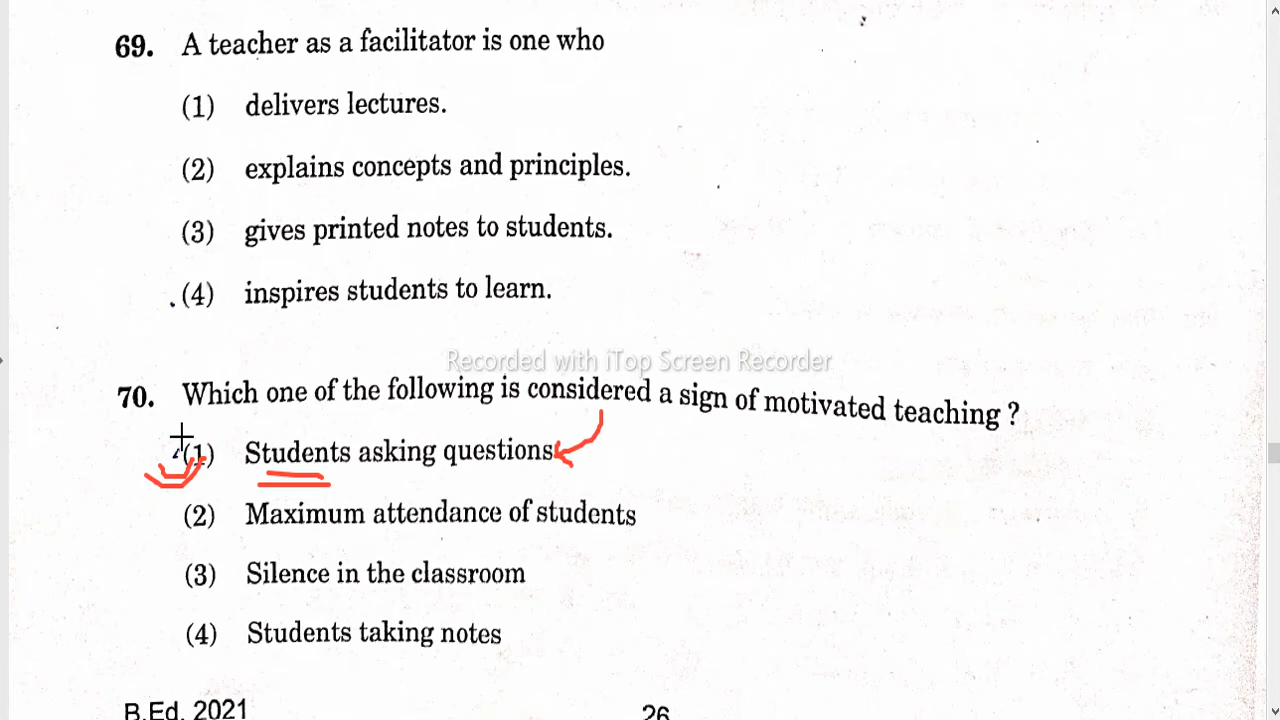 69. A teacher as a facilitator is one who
(1) delivers lectures.
(2) explains concepts and principles.
(3) gives printed notes to students.
.(4) inspires students to learn.
Recorded with iTop Screen Recorder
70. Which one of the following is considered a sign of motivated teaching ?
(1) Students asking questions
(2) Maximum attendance of students
(3) Silence in the classroom
(4) Students taking notes
B.Ed. 2021 26